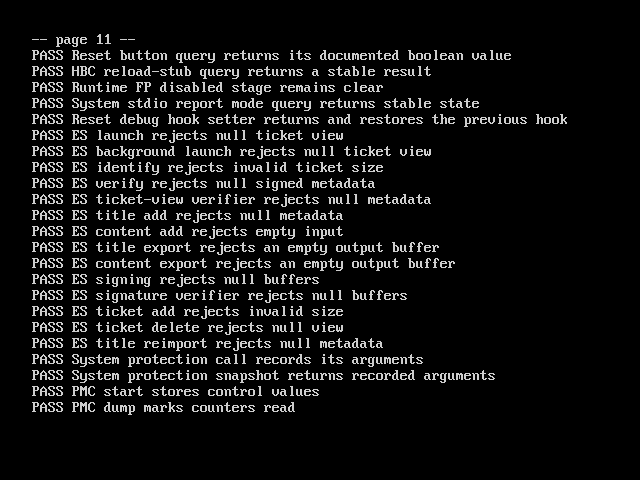 -- page 11 --
PASS Reset button query returns its documented boolean value
PASS HBC reload-stub query returns a stable result
PASS Runtime FP disabled stage remains clear
PASS System stdio report mode query returns stable state
PASS Reset debug hook setter returns and restores the previous hook
PASS ES launch rejects null ticket view
PASS ES background launch rejects null ticket view
PASS ES identify rejects invalid ticket size
PASS ES verify rejects null signed metadata
PASS ES ticket-view verifier rejects null metadata
PASS ES title add rejects null metadata
PASS ES content add rejects empty input
PASS ES title export rejects an empty output buffer
PASS ES content export rejects an empty output buffer
PASS ES signing rejects null buffers
PASS ES signature verifier rejects null buffers
PASS ES ticket add rejects invalid size
PASS ES ticket delete rejects null view
PASS ES title reimport rejects null metadata
PASS System protection call records its arguments
PASS System protection snapshot returns recorded arguments
PASS PMC start stores control values
PASS PMC dump marks counters read